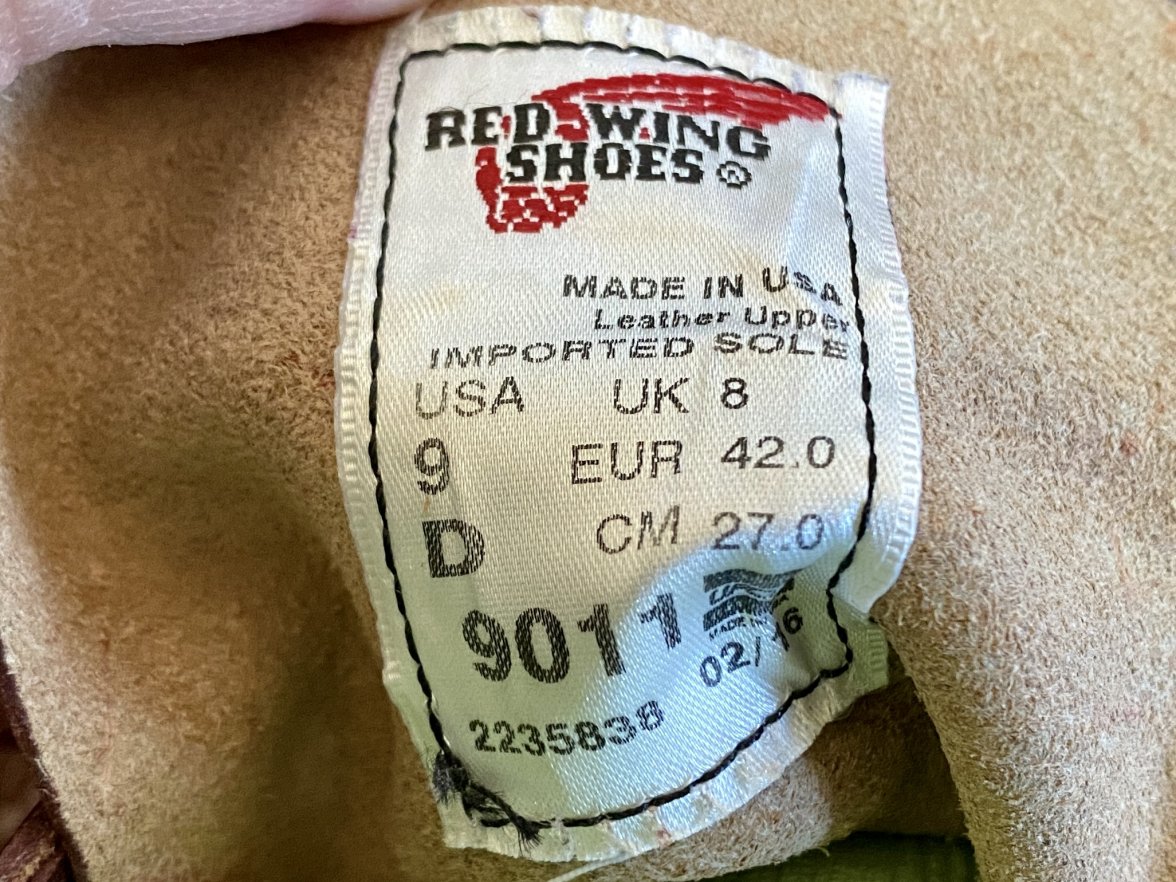 RED WING
SHOES ®
MADE IN USA
Leather Upper
IMPORTED SOLE
USA UK 8
9 EUR 42.0
D CM 27.0
9011
02/16
2235838